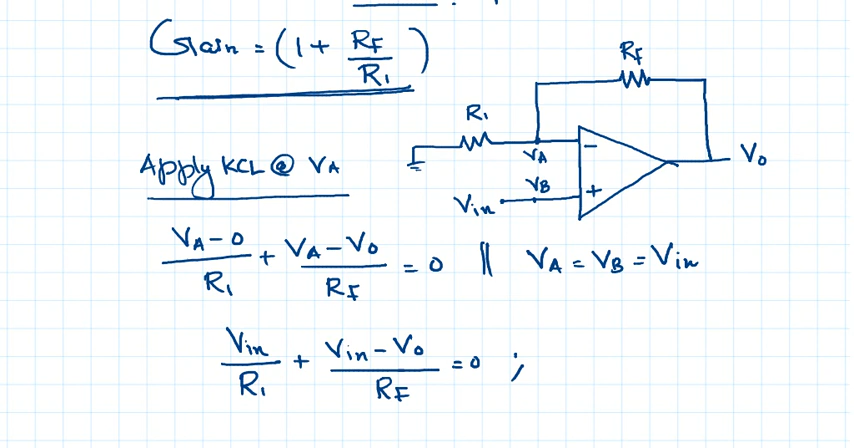 Gain = (1 + RF/R1)
RF
R1
VA
VB
Vin
−
+
Vo
Apply KCL @ VA
(VA − 0)/R1 + (VA − Vo)/RF = 0 || VA = VB = Vin
Vin/R1 + (Vin − Vo)/RF = 0 ;